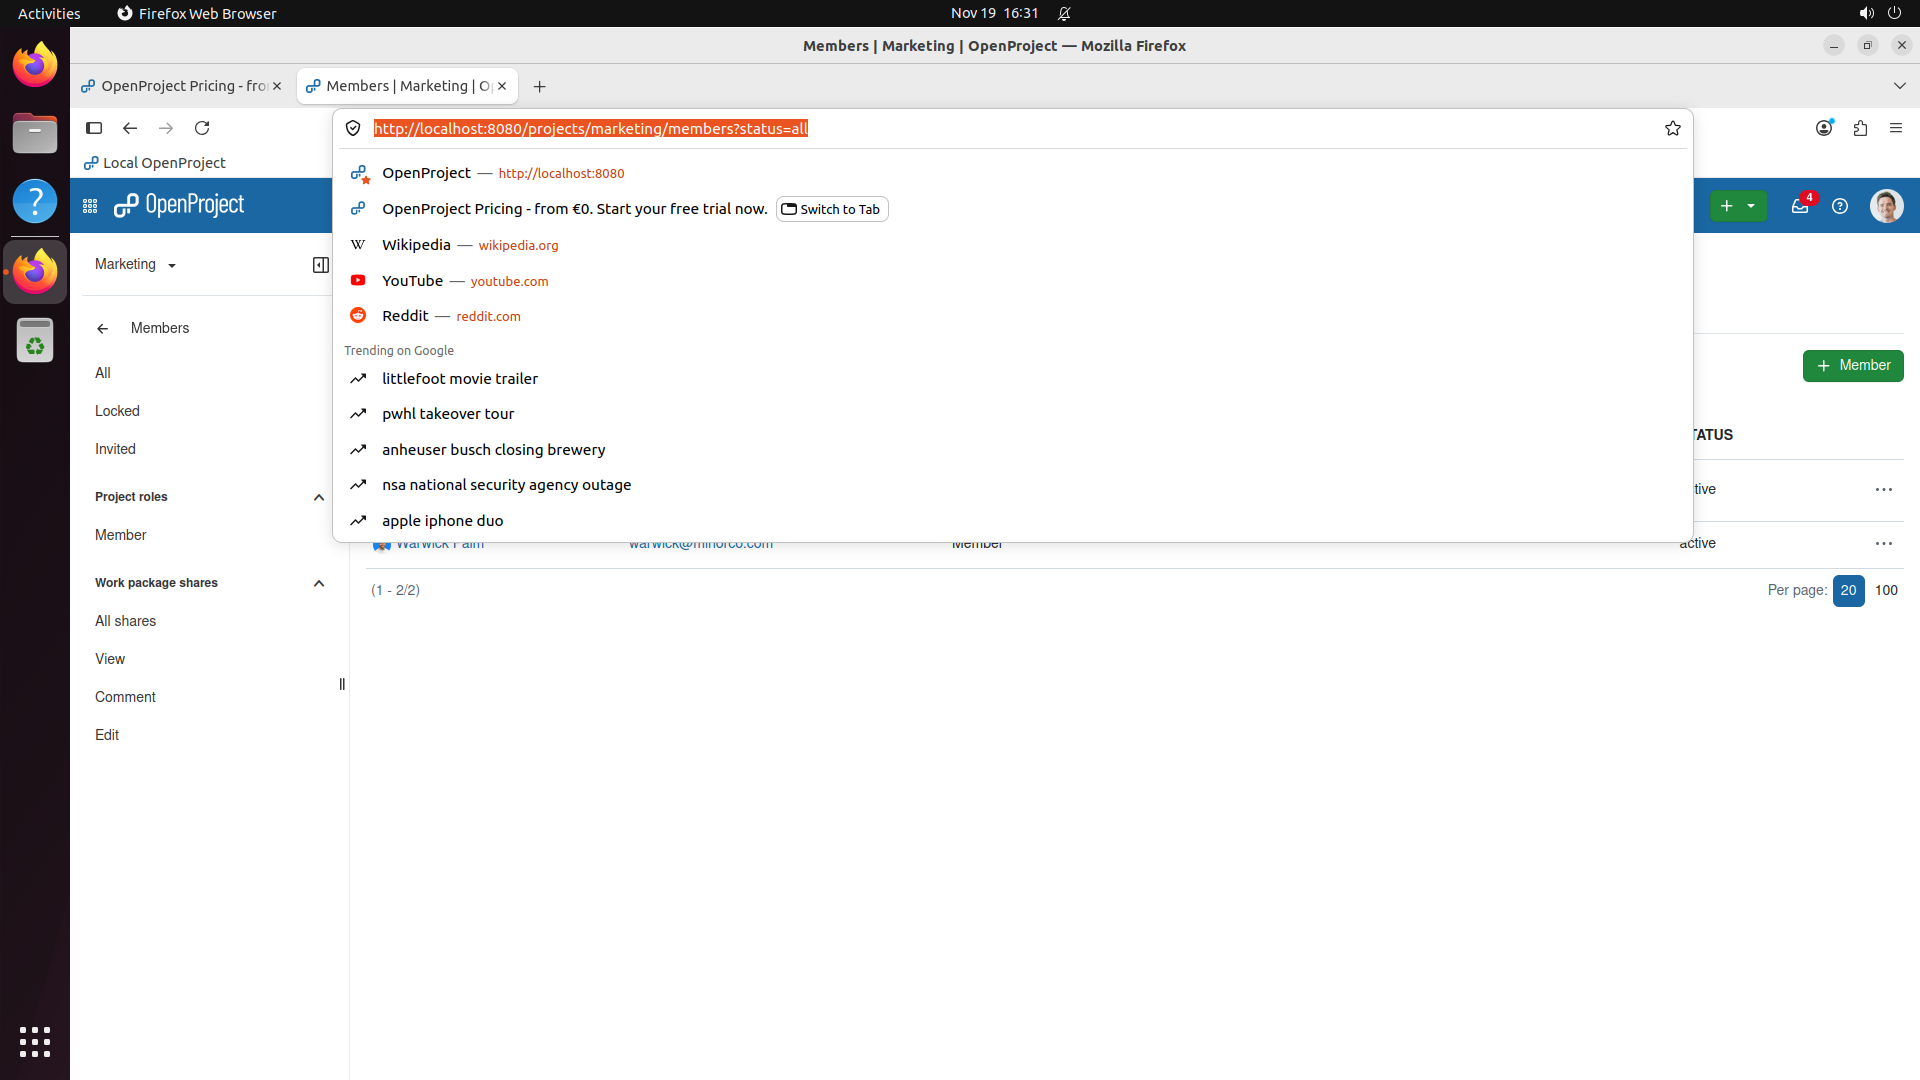 Activities
Firefox Web Browser
Nov 19 16:31
Members | Marketing | OpenProject — Mozilla Firefox
OpenProject Pricing - fro
Members | Marketing | O
http://localhost:8080/projects/marketing/members?status=all
Local OpenProject
OpenProject — http://localhost:8080
OpenProject Pricing - from €0. Start your free trial now. Switch to Tab
Wikipedia — wikipedia.org
YouTube — youtube.com
Reddit — reddit.com
Trending on Google
littlefoot movie trailer
pwhl takeover tour
anheuser busch closing brewery
nsa national security agency outage
apple iphone duo
OpenProject
4
Marketing
Members
All
Locked
Invited
Project roles
Member
Work package shares
All shares
View
Comment
Edit
+ Member
TATUS
tive
Warwick Palm warwick@minorco.com Member active
(1 - 2/2)
Per page: 20 100